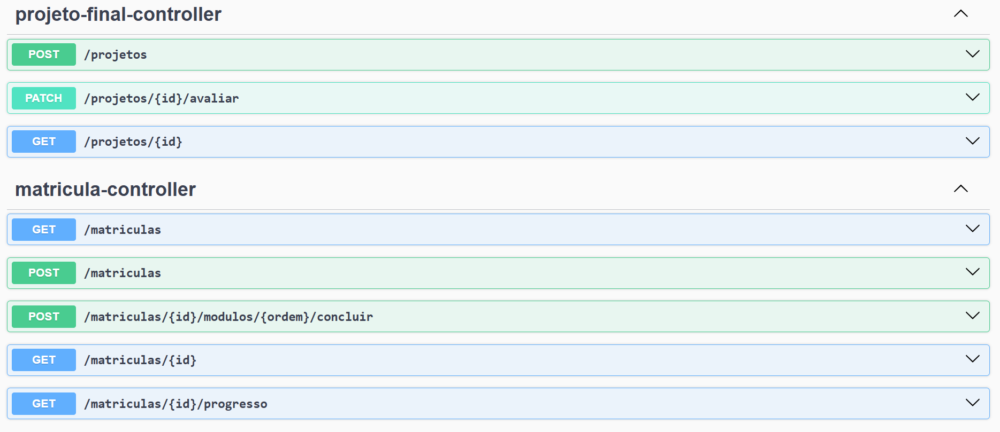 projeto-final-controller
POST /projetos
PATCH /projetos/{id}/avaliar
GET /projetos/{id}
matricula-controller
GET /matriculas
POST /matriculas
POST /matriculas/{id}/modulos/{ordem}/concluir
GET /matriculas/{id}
GET /matriculas/{id}/progresso